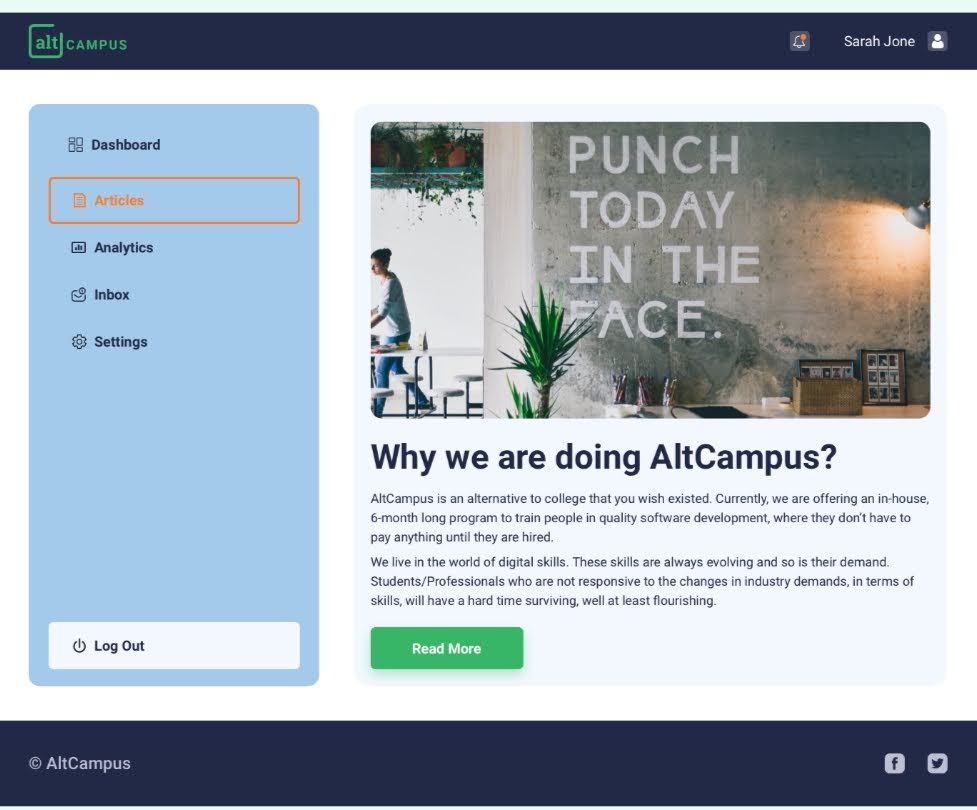 alt CAMPUS
Sarah Jone
Dashboard
Articles
Analytics
Inbox
Settings
Log Out
PUNCH
TODAY
IN THE
FACE.
Why we are doing AltCampus?
AltCampus is an alternative to college that you wish existed. Currently, we are offering an in-house,
6-month long program to train people in quality software development, where they don't have to
pay anything until they are hired.
We live in the world of digital skills. These skills are always evolving and so is their demand.
Students/Professionals who are not responsive to the changes in industry demands, in terms of
skills, will have a hard time surviving, well at least flourishing.
Read More
© AltCampus